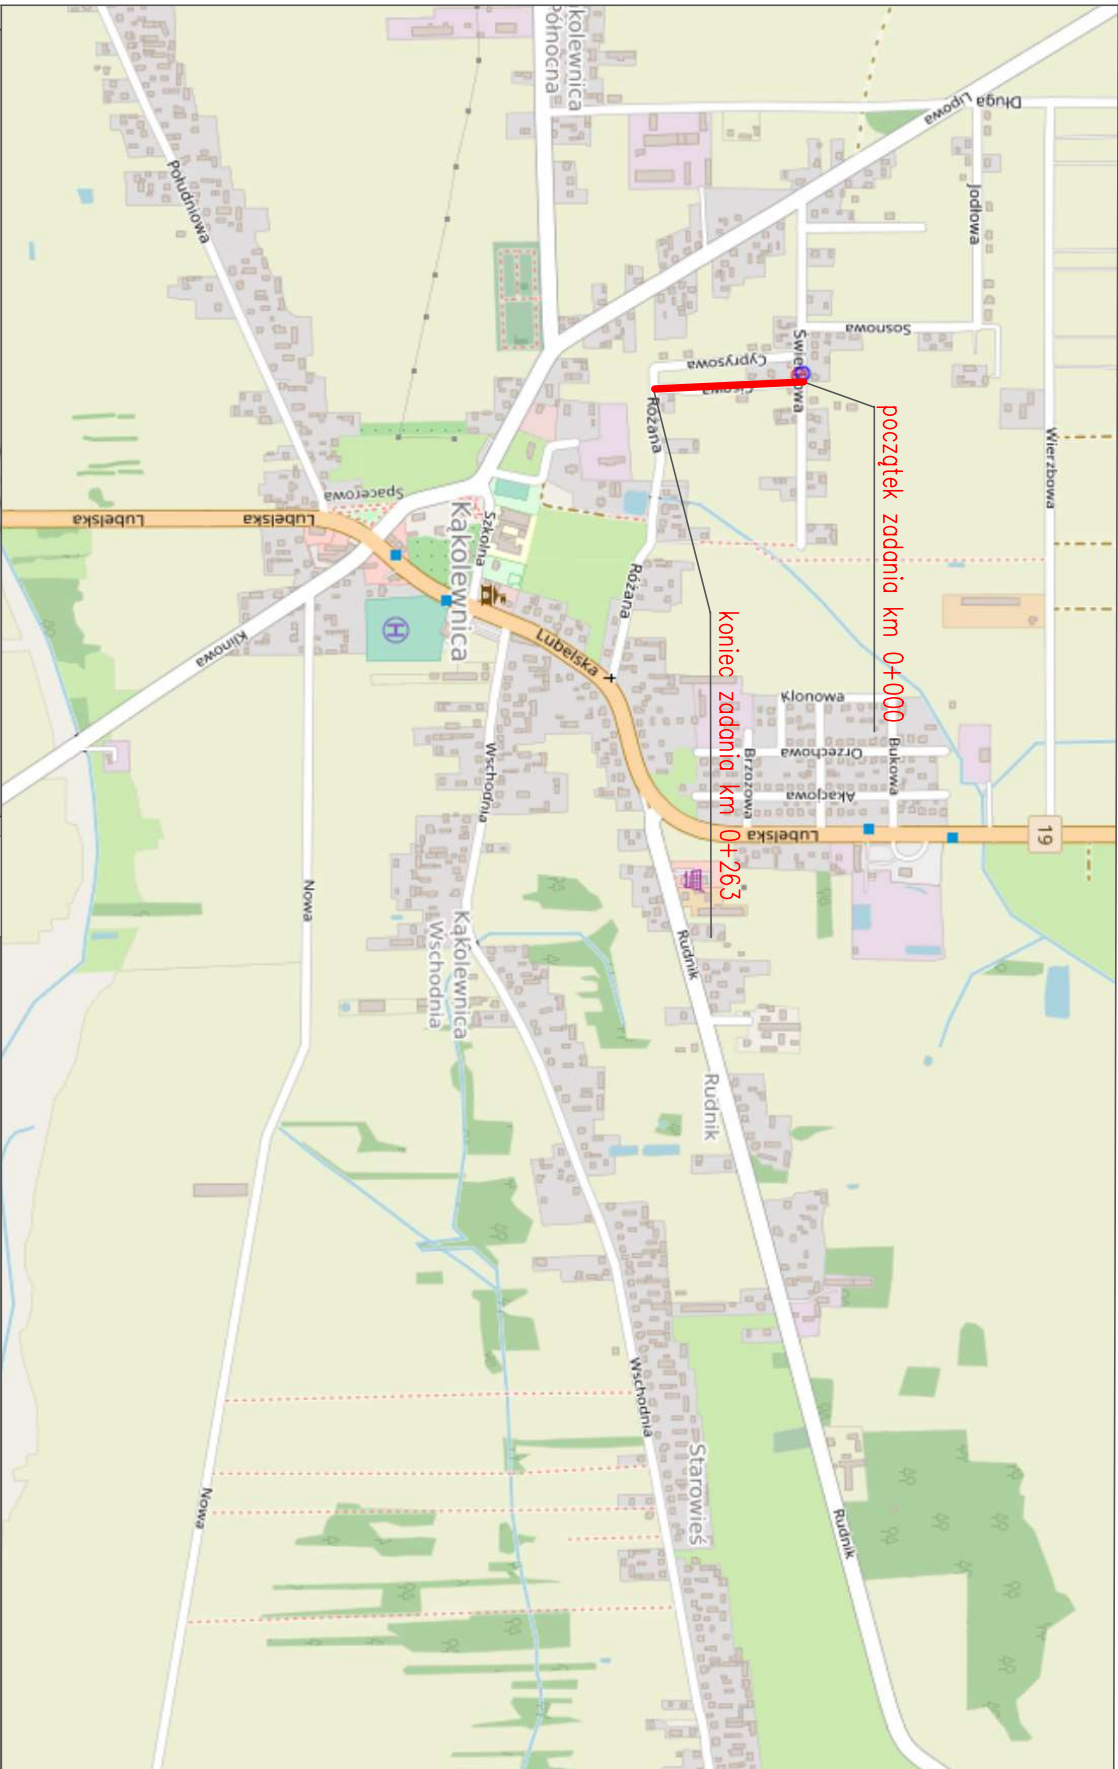 Kąkolewnica
Północna
Długa
Lipowa
Jodłowa
Południowa
Sosnowa
Świerkowa
Cyprysowa
Cisowa
Różana
Wierzbowa
początek zadania km 0+000
Spacerowa
Lubelska
Lubelska
Szkolna
Kąkolewnica
Różana
koniec zadania km 0+263
Klinowa
Lubelska
Klonowa
Orzechowa
Bukowa
Brzozowa
Akacjowa
Lubelska
19
Wschodnia
Nowa
Kąkolewnica
Wschodnia
Rudnik
Rudnik
Wschodnia
Starowieś
Nowa
Rudnik
H